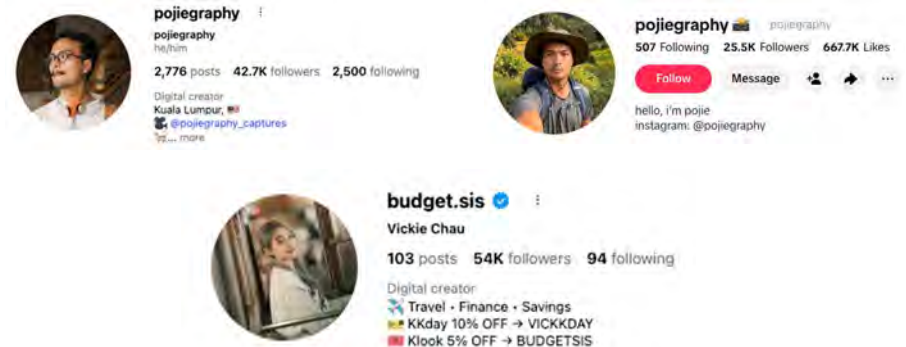 pojiegraphy
pojiegraphy
he/him
2,776 posts 42.7K followers 2,500 following
Digital creator
Kuala Lumpur,
@pojiegraphy_captures
... more
pojiegraphy pojiegraphy
507 Following 25.5K Followers 667.7K Likes
Follow Message
hello, i'm pojie
instagram: @pojiegraphy
budget.sis
Vickie Chau
103 posts 54K followers 94 following
Digital creator
Travel • Finance • Savings
KKday 10% OFF → VICKKDAY
Klook 5% OFF → BUDGETSIS